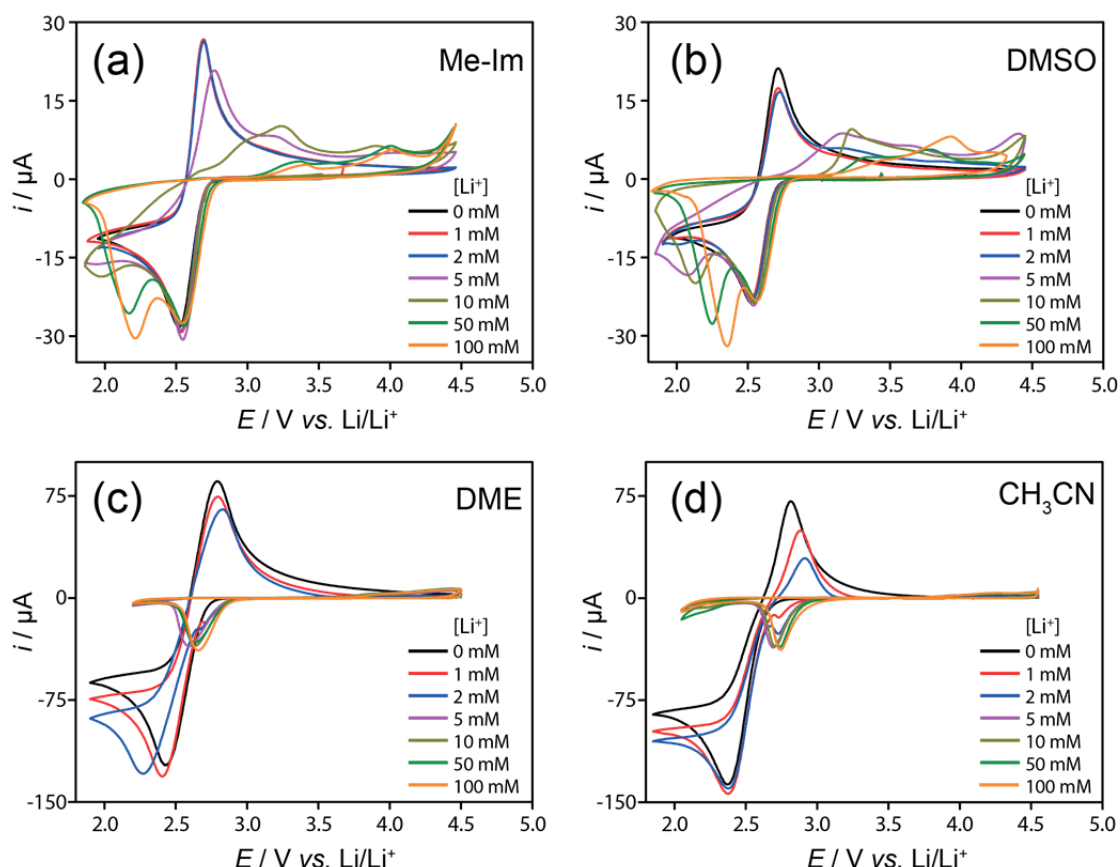 (a) Me-Im
30
15
0
-15
-30
i / µA
[Li⁺]
0 mM
1 mM
2 mM
5 mM
10 mM
50 mM
100 mM
2.0 2.5 3.0 3.5 4.0 4.5 5.0
E / V vs. Li/Li⁺
(b) DMSO
30
15
0
-15
-30
i / µA
[Li⁺]
0 mM
1 mM
2 mM
5 mM
10 mM
50 mM
100 mM
2.0 2.5 3.0 3.5 4.0 4.5 5.0
E / V vs. Li/Li⁺
(c) DME
75
0
-75
-150
i / µA
[Li⁺]
0 mM
1 mM
2 mM
5 mM
10 mM
50 mM
100 mM
2.0 2.5 3.0 3.5 4.0 4.5 5.0
E / V vs. Li/Li⁺
(d) CH₃CN
75
0
-75
-150
i / µA
[Li⁺]
0 mM
1 mM
2 mM
5 mM
10 mM
50 mM
100 mM
2.0 2.5 3.0 3.5 4.0 4.5 5.0
E / V vs. Li/Li⁺